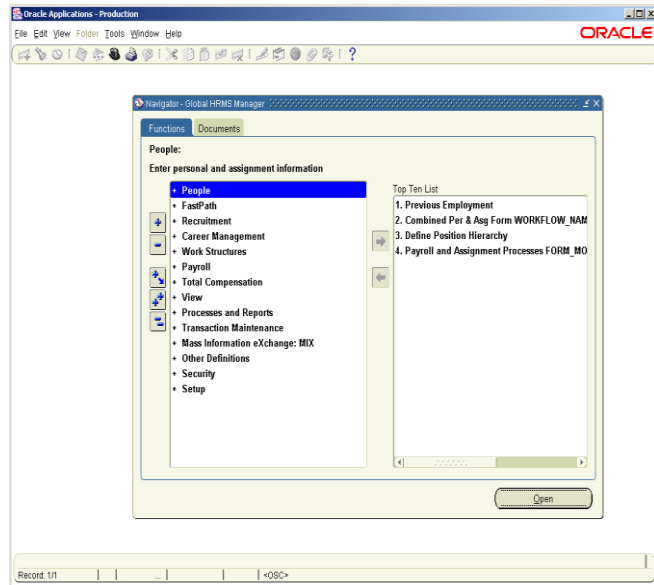 Oracle Applications - Production
File Edit View Folder Tools Window Help
ORACLE
Navigator - Global HRMS Manager
Functions Documents
People:
Enter personal and assignment information
+ People
+ FastPath
+ Recruitment
+ Career Management
+ Work Structures
+ Payroll
+ Total Compensation
+ View
+ Processes and Reports
+ Transaction Maintenance
+ Mass Information eXchange: MIX
+ Other Definitions
+ Security
+ Setup
Top Ten List
1. Previous Employment
2. Combined Per & Asg Form WORKFLOW_NAM
3. Define Position Hierarchy
4. Payroll and Assignment Processes FORM_MO
Open
Record: 1/1 ... <OSC>